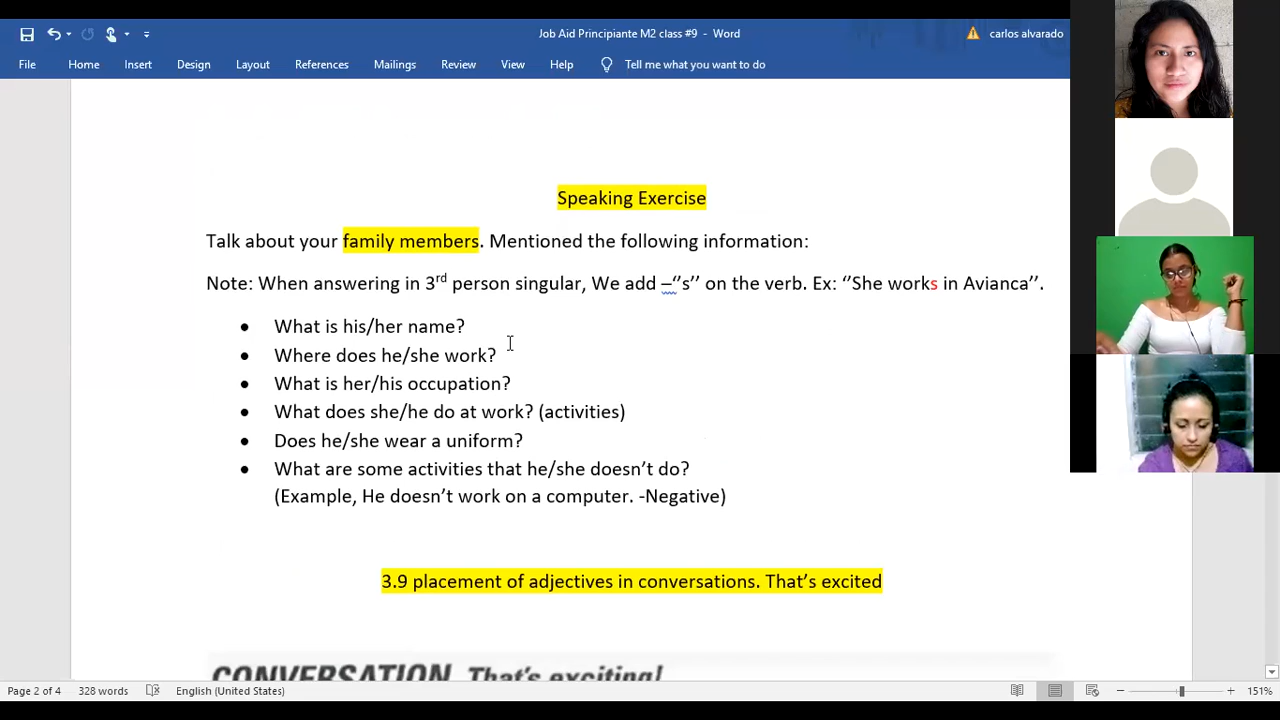 Job Aid Principiante M2 class #9 - Word
carlos alvarado
File Home Insert Design Layout References Mailings Review View Help Tell me what you want to do
Speaking Exercise
Talk about your family members. Mentioned the following information:
Note: When answering in 3rd person singular, We add –‘’s’’ on the verb. Ex: ‘’She works in Avianca’’.
• What is his/her name?
• Where does he/she work?
• What is her/his occupation?
• What does she/he do at work? (activities)
• Does he/she wear a uniform?
• What are some activities that he/she doesn’t do?
(Example, He doesn’t work on a computer. -Negative)
3.9 placement of adjectives in conversations. That’s excited
CONVERSATION That’s exciting!
Page 2 of 4 328 words English (United States) 151%